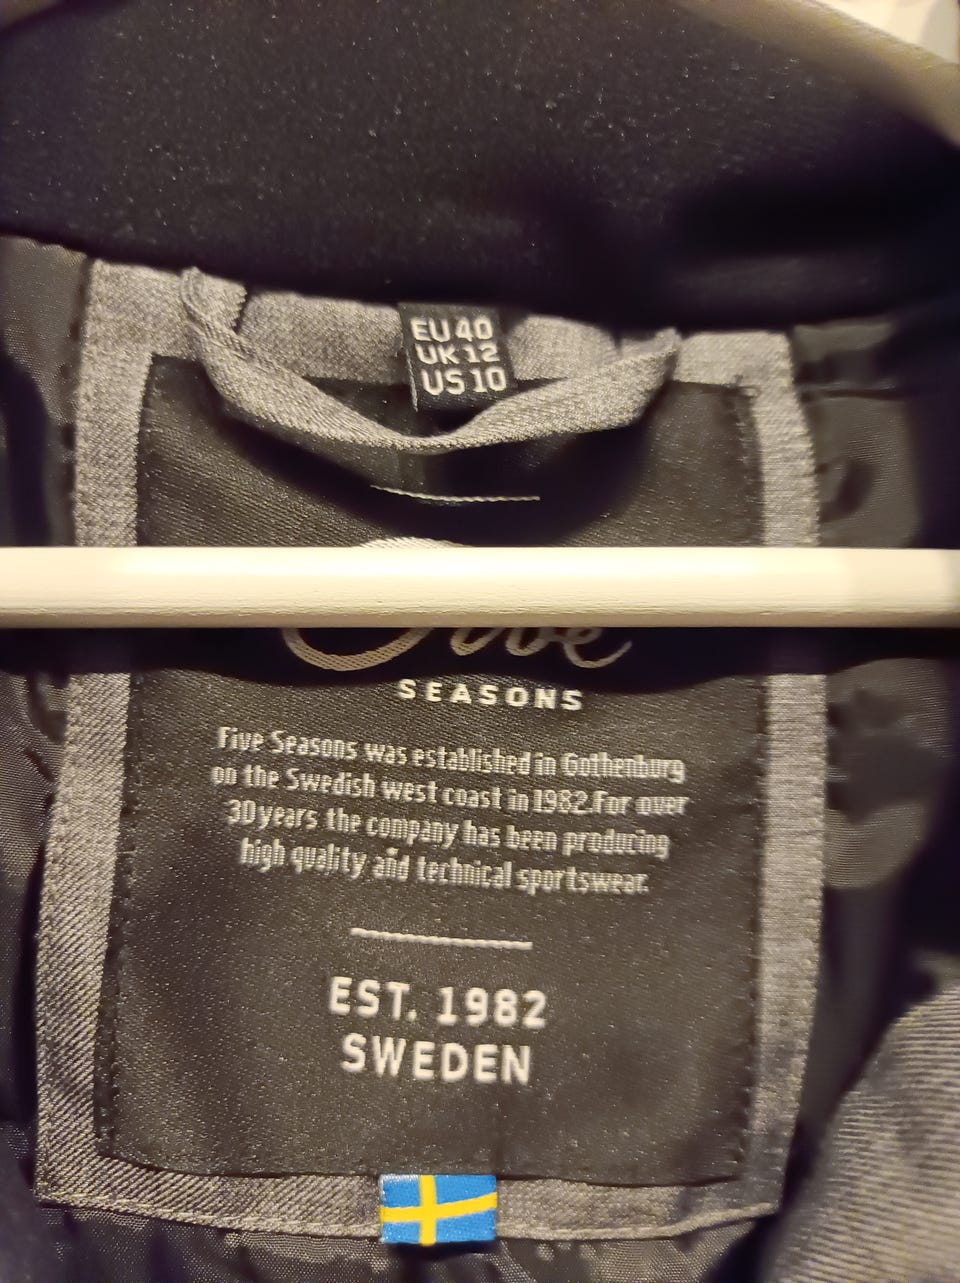 EU 40
UK 12
US 10
Five
SEASONS
Five Seasons was established in Gothenburg
on the Swedish west coast in 1982.For over
30 years the company has been producing
high quality and technical sportswear.
EST. 1982
SWEDEN